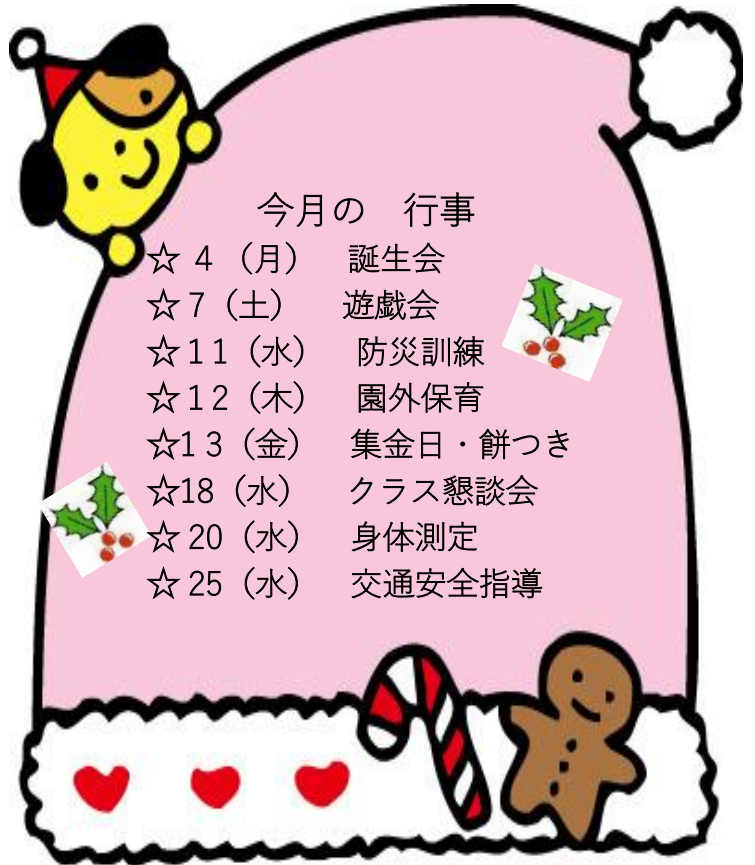 今月の　行事
☆ 4 （月）　誕生会
☆７（土）　遊戯会
☆１１（水）　防災訓練
☆１２（木）　園外保育
☆1３（金）　集金日・餅つき
☆18（水）　クラス懇談会
☆ 20（水）　身体測定
☆ 25（水）　交通安全指導